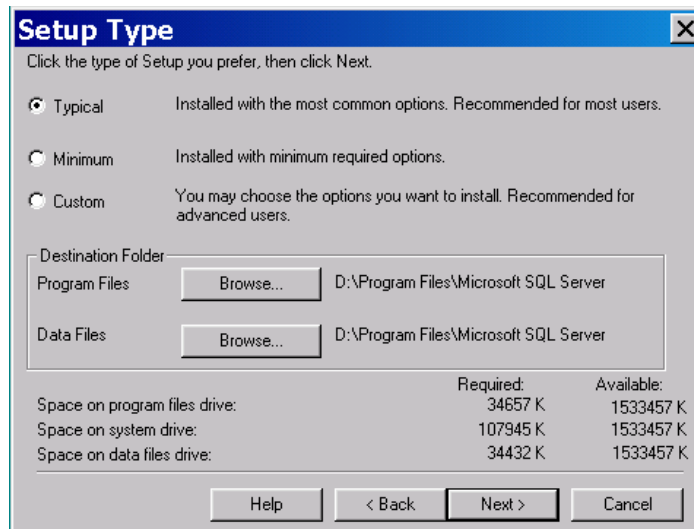 Setup Type
Click the type of Setup you prefer, then click Next.
Typical Installed with the most common options. Recommended for most users.
Minimum Installed with minimum required options.
Custom You may choose the options you want to install. Recommended for
advanced users.
Destination Folder
Program Files Browse... D:\Program Files\Microsoft SQL Server
Data Files Browse... D:\Program Files\Microsoft SQL Server
Required: Available:
Space on program files drive: 34657 K 1533457 K
Space on system drive: 107945 K 1533457 K
Space on data files drive: 34432 K 1533457 K
Help < Back Next > Cancel